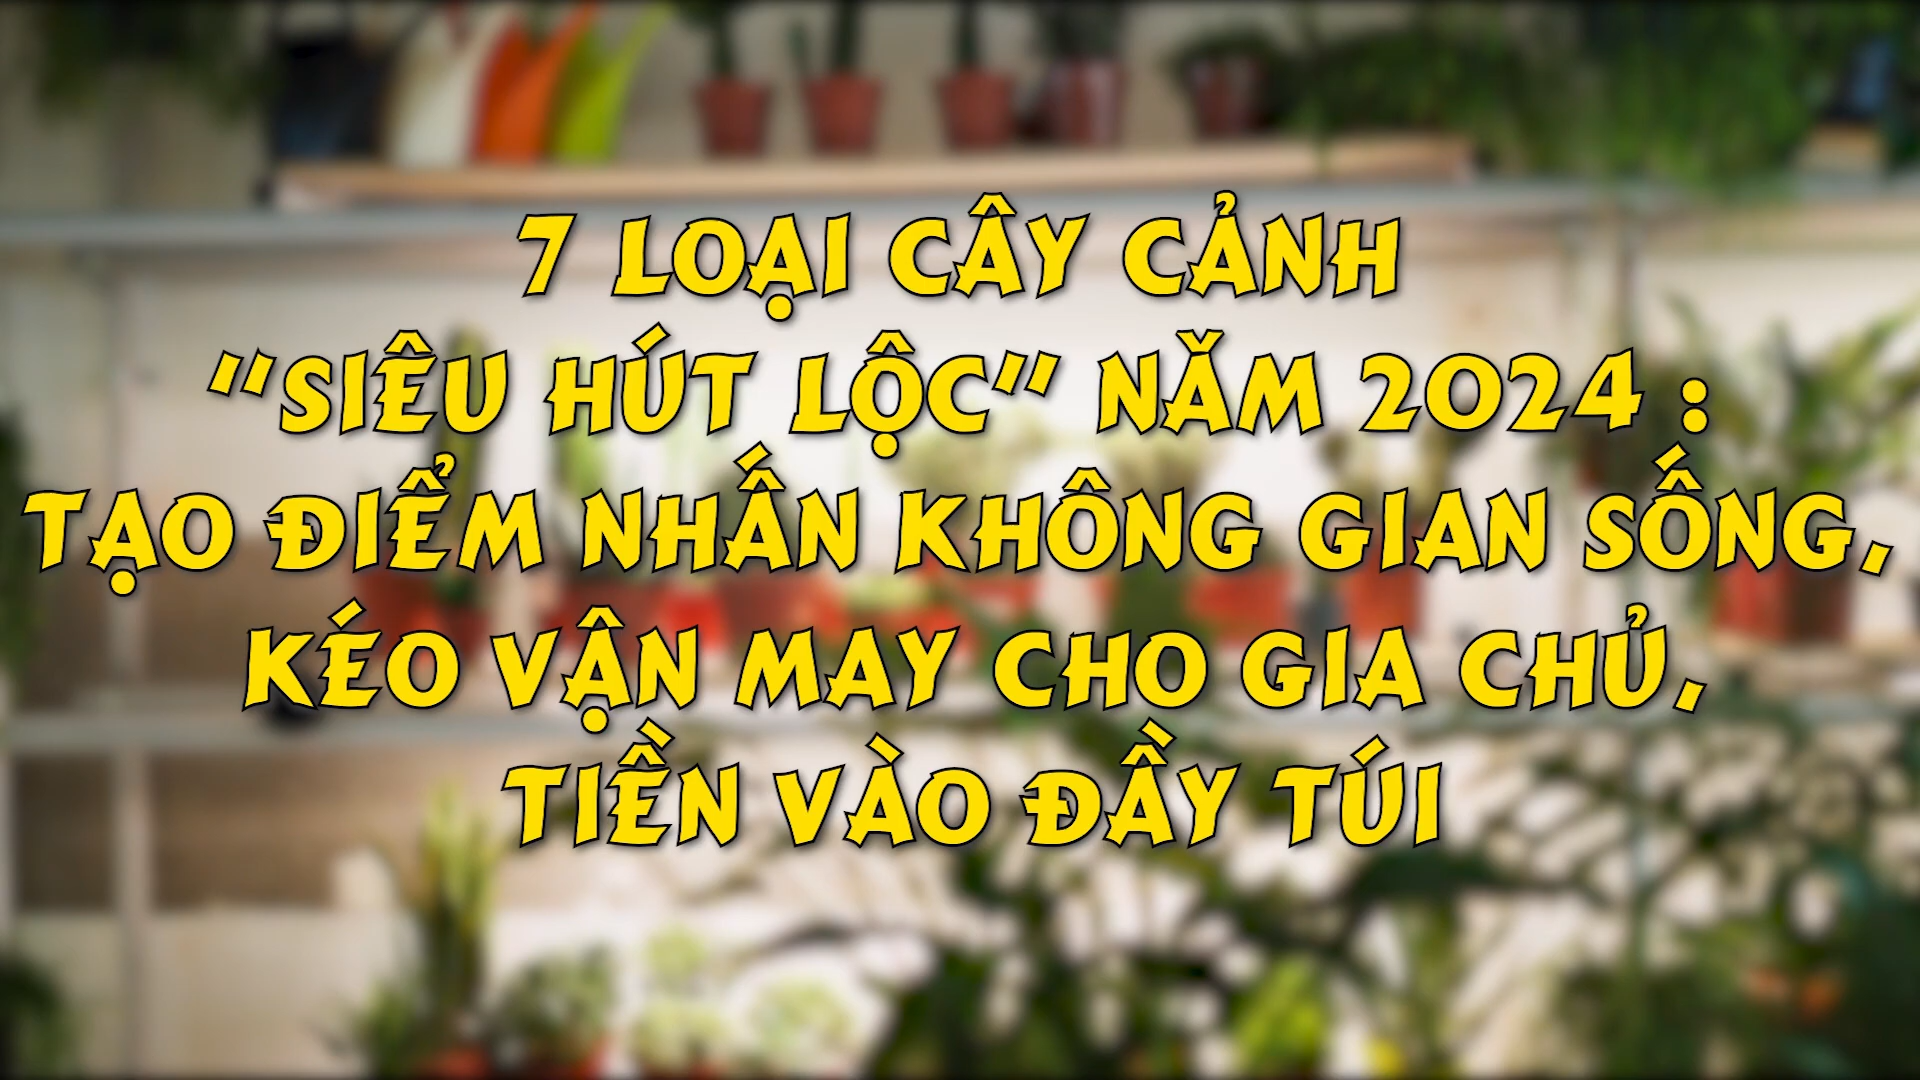 7 LOẠI CÂY CẢNH
"SIÊU HÚT LỘC" NĂM 2024 :
TẠO ĐIỂM NHẤN KHÔNG GIAN SỐNG,
KÉO VẬN MAY CHO GIA CHỦ,
TIỀN VÀO ĐẦY TÚI